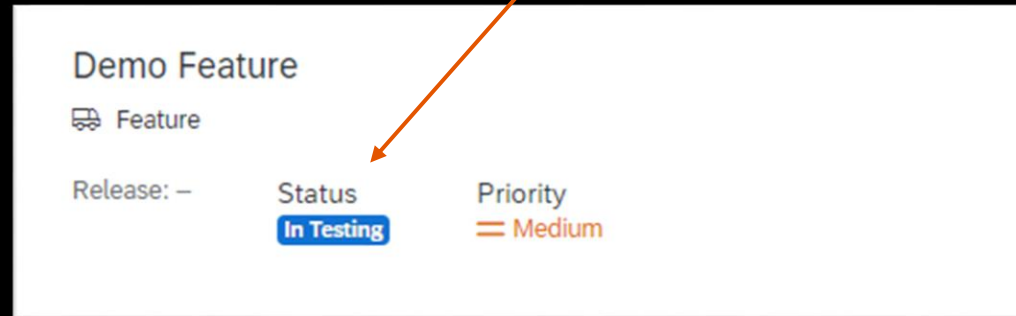 Demo Feature
Feature
Release: –
Status
In Testing
Priority
Medium